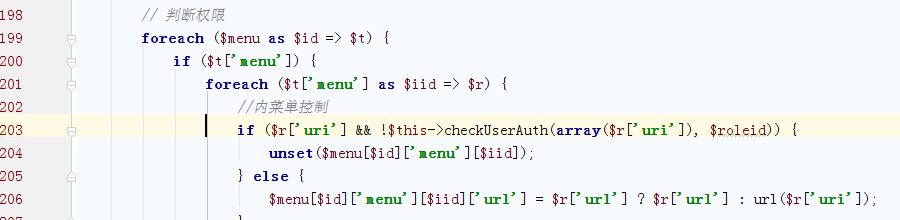 198 // 判断权限
199 foreach ($menu as $id => $t) {
200 if ($t['menu']) {
201 foreach ($t['menu'] as $iid => $r) {
202 //内菜单控制
203 if ($r['uri'] && !$this->checkUserAuth(array($r['uri']), $roleid)) {
204 unset($menu[$id]['menu'][$iid]);
205 } else {
206 $menu[$id]['menu'][$iid]['url'] = $r['url'] ? $r['url'] : url($r['uri']);